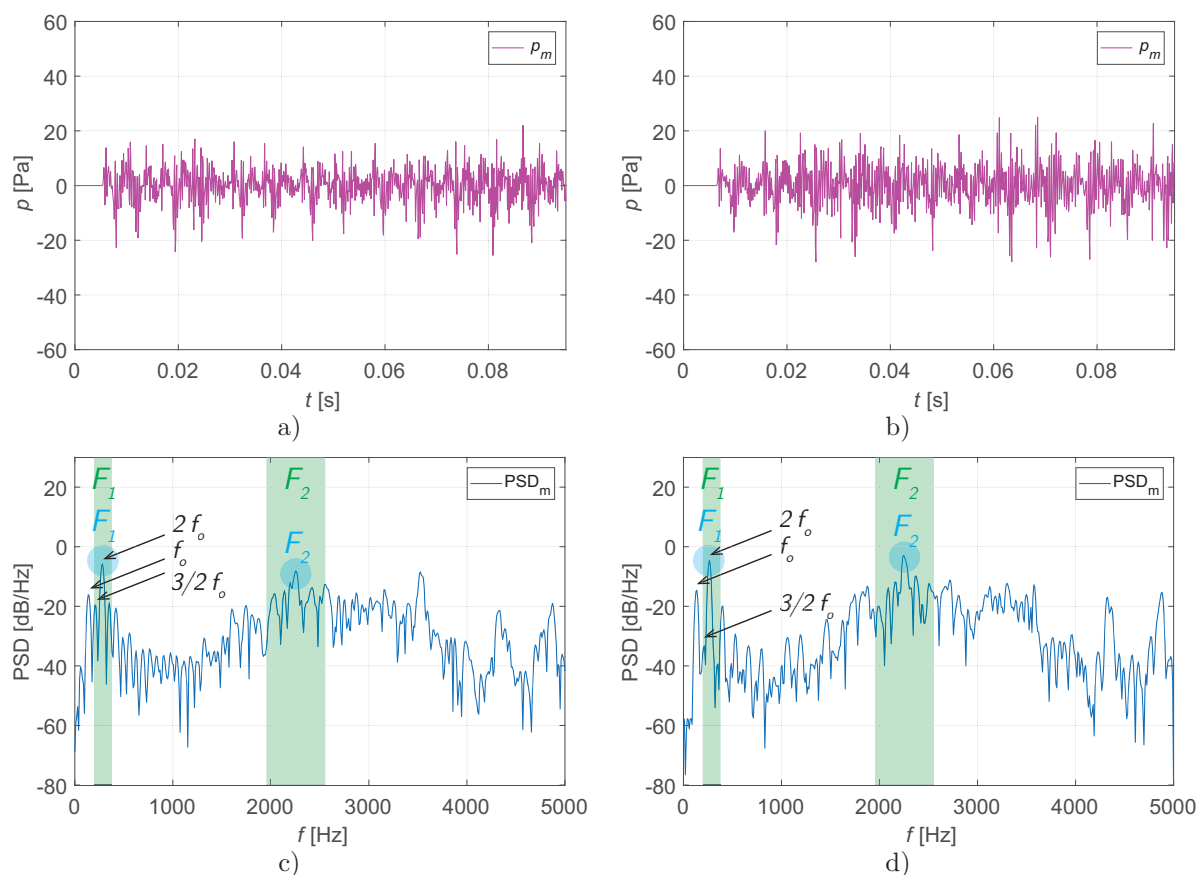 60
40
20
0
-20
-40
-60
p [Pa]
p_m
0 0.02 0.04 0.06 0.08
t [s]
a)
60
40
20
0
-20
-40
-60
p [Pa]
p_m
0 0.02 0.04 0.06 0.08
t [s]
b)
20
0
-20
-40
-60
-80
PSD [dB/Hz]
F_1
F_1
2 f_o
f_o
3/2 f_o
F_2
F_2
PSD_m
0 1000 2000 3000 4000 5000
f [Hz]
c)
20
0
-20
-40
-60
-80
PSD [dB/Hz]
F_1
F_1
2 f_o
f_o
3/2 f_o
F_2
F_2
PSD_m
0 1000 2000 3000 4000 5000
f [Hz]
d)